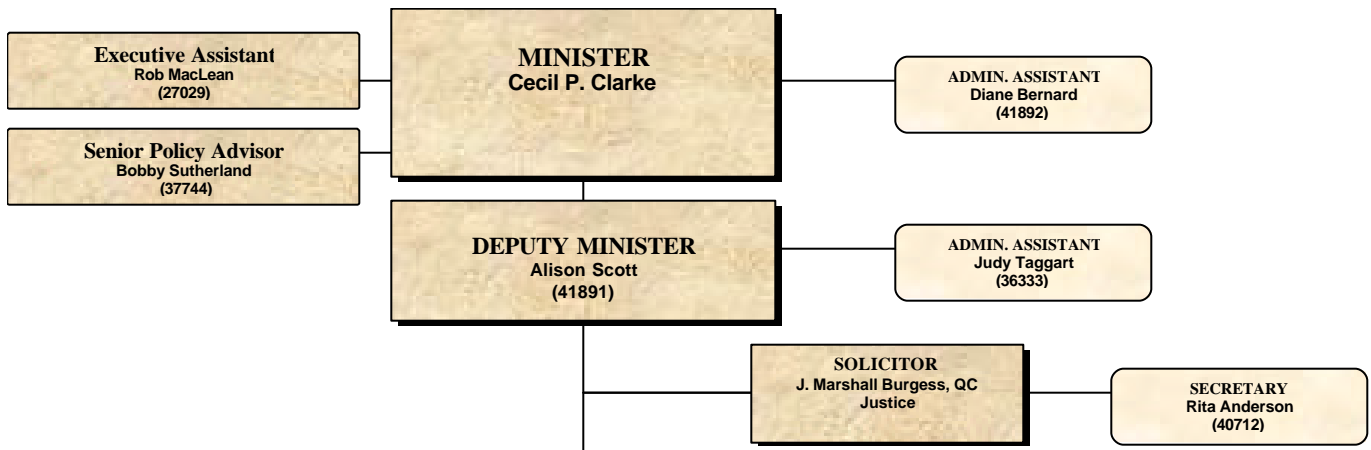 Executive Assistant
Rob MacLean
(27029)
MINISTER
Cecil P. Clarke
ADMIN. ASSISTANT
Diane Bernard
(41892)
Senior Policy Advisor
Bobby Sutherland
(37744)
DEPUTY MINISTER
Alison Scott
(41891)
ADMIN. ASSISTANT
Judy Taggart
(36333)
SOLICITOR
J. Marshall Burgess, QC
Justice
SECRETARY
Rita Anderson
(40712)